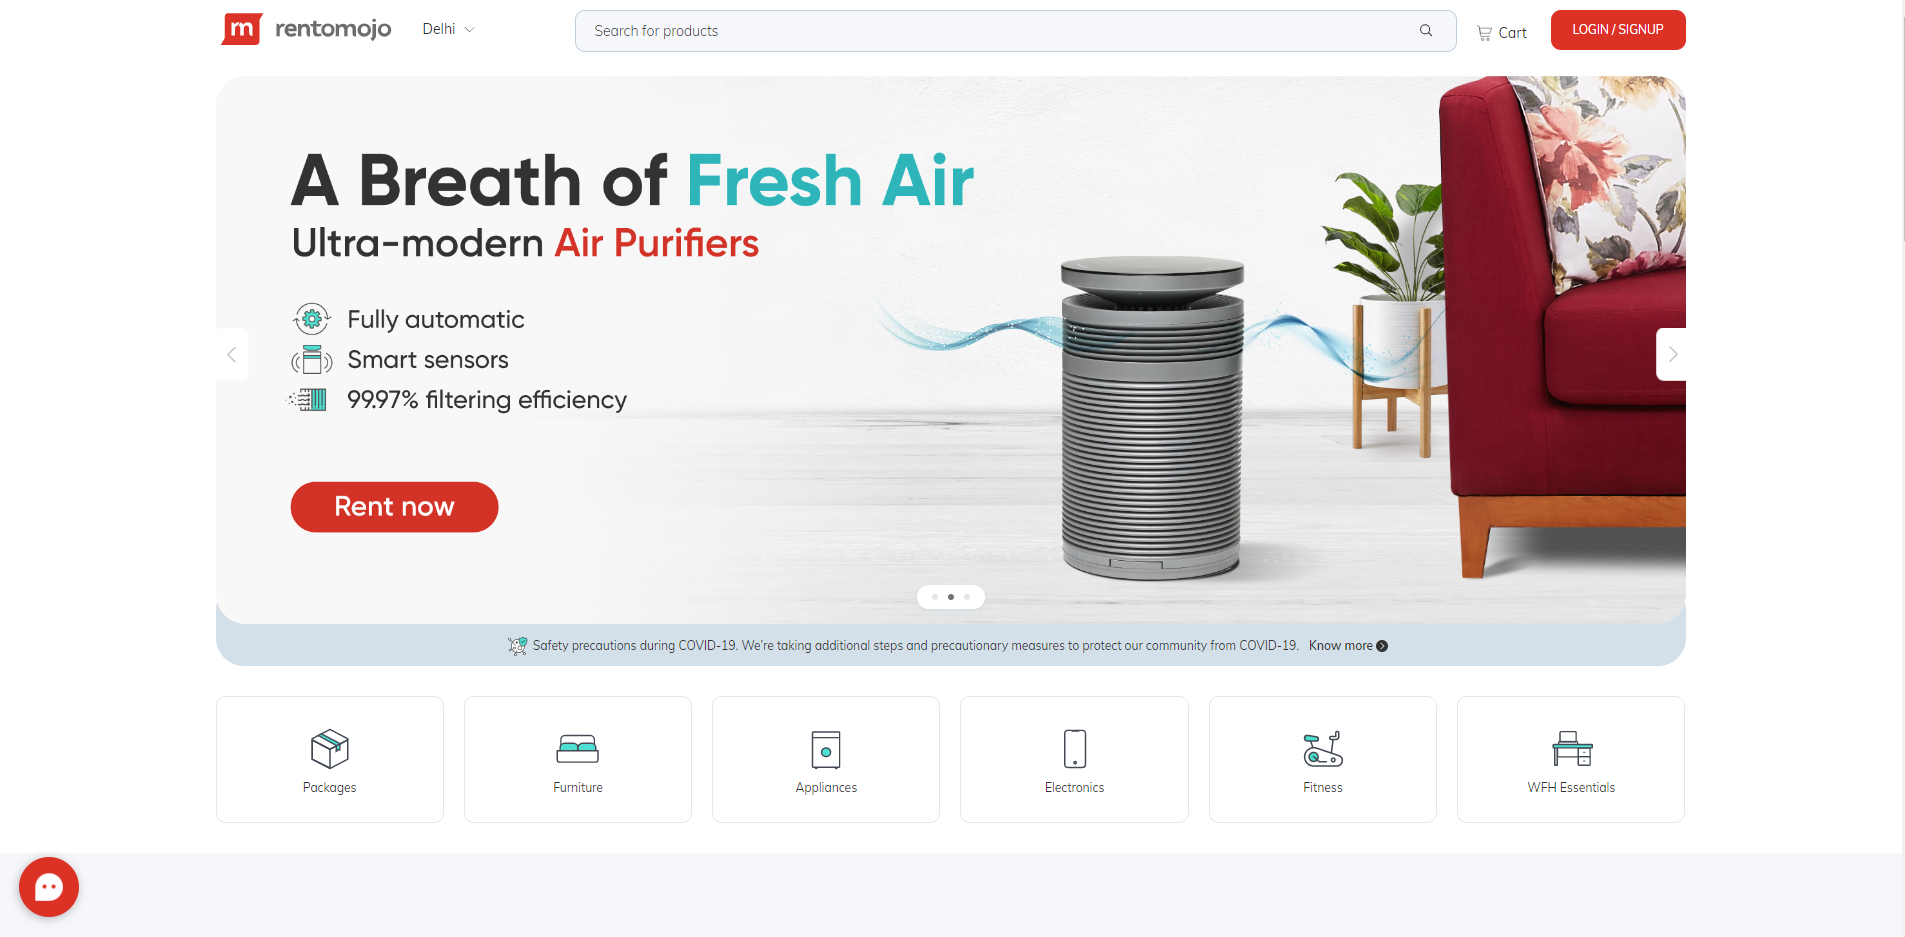 m rentomojo
Delhi
Search for products
Cart
LOGIN / SIGNUP
A Breath of Fresh Air
Ultra-modern Air Purifiers
Fully automatic
Smart sensors
99.97% filtering efficiency
Rent now
Safety precautions during COVID-19. We're taking additional steps and precautionary measures to protect our community from COVID-19. Know more
Packages
Furniture
Appliances
Electronics
Fitness
WFH Essentials